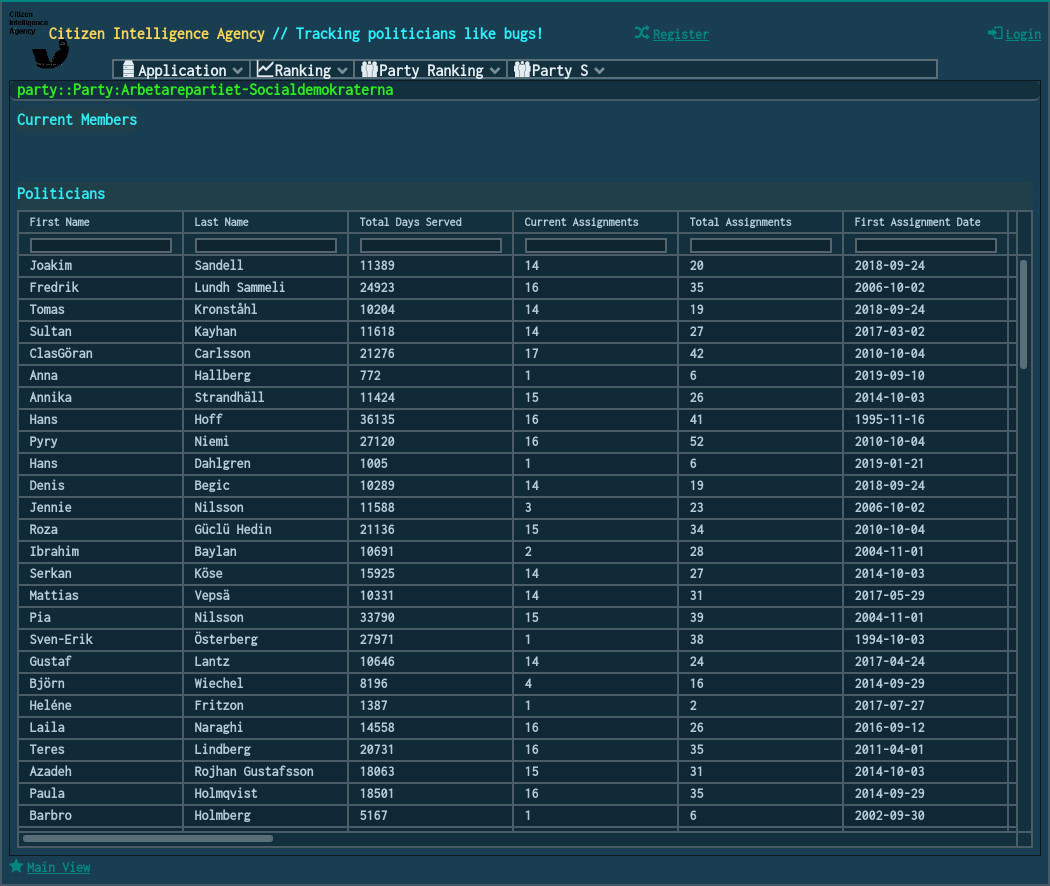 Citizen
Intelligence
Agency
Citizen Intelligence Agency // Tracking politicians like bugs!
Register
Login
Application Ranking Party Ranking Party S
party::Party:Arbetarepartiet-Socialdemokraterna
Current Members
Politicians
First Name Last Name Total Days Served Current Assignments Total Assignments First Assignment Date
Joakim Sandell 11389 14 20 2018-09-24
Fredrik Lundh Sammeli 24923 16 35 2006-10-02
Tomas Kronståhl 10204 14 19 2018-09-24
Sultan Kayhan 11618 14 27 2017-03-02
ClasGöran Carlsson 21276 17 42 2010-10-04
Anna Hallberg 772 1 6 2019-09-10
Annika Strandhäll 11424 15 26 2014-10-03
Hans Hoff 36135 16 41 1995-11-16
Pyry Niemi 27120 16 52 2010-10-04
Hans Dahlgren 1005 1 6 2019-01-21
Denis Begic 10289 14 19 2018-09-24
Jennie Nilsson 11588 3 23 2006-10-02
Roza Güclü Hedin 21136 15 34 2010-10-04
Ibrahim Baylan 10691 2 28 2004-11-01
Serkan Köse 15925 14 27 2014-10-03
Mattias Vepsä 10331 14 31 2017-05-29
Pia Nilsson 33790 15 39 2004-11-01
Sven-Erik Österberg 27971 1 38 1994-10-03
Gustaf Lantz 10646 14 24 2017-04-24
Björn Wiechel 8196 4 16 2014-09-29
Heléne Fritzon 1387 1 2 2017-07-27
Laila Naraghi 14558 16 26 2016-09-12
Teres Lindberg 20731 16 35 2011-04-01
Azadeh Rojhan Gustafsson 18063 15 31 2014-10-03
Paula Holmqvist 18501 16 35 2014-09-29
Barbro Holmberg 5167 1 6 2002-09-30
Main View